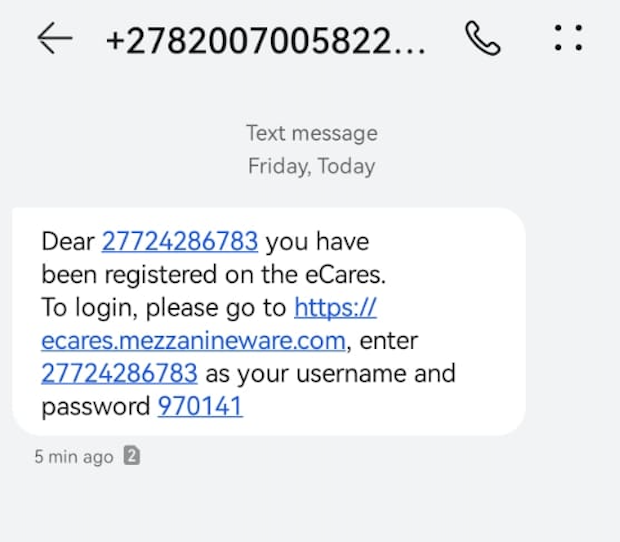 +2782007005822...
Text message
Friday, Today
Dear 27724286783 you have
been registered on the eCares.
To login, please go to https://
ecares.mezzanineware.com, enter
27724286783 as your username and
password 970141
5 min ago 2